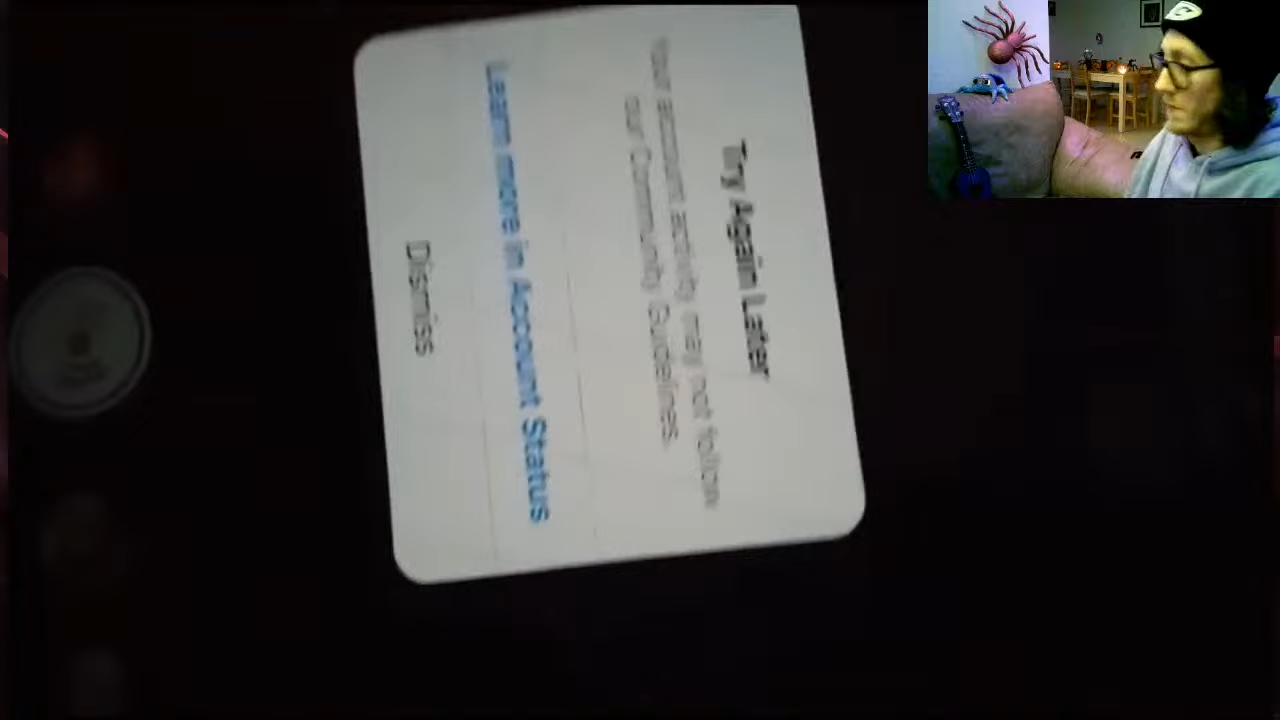 Try Again Later
Your account activity may not follow
our Community Guidelines.
Learn more in Account Status
Dismiss